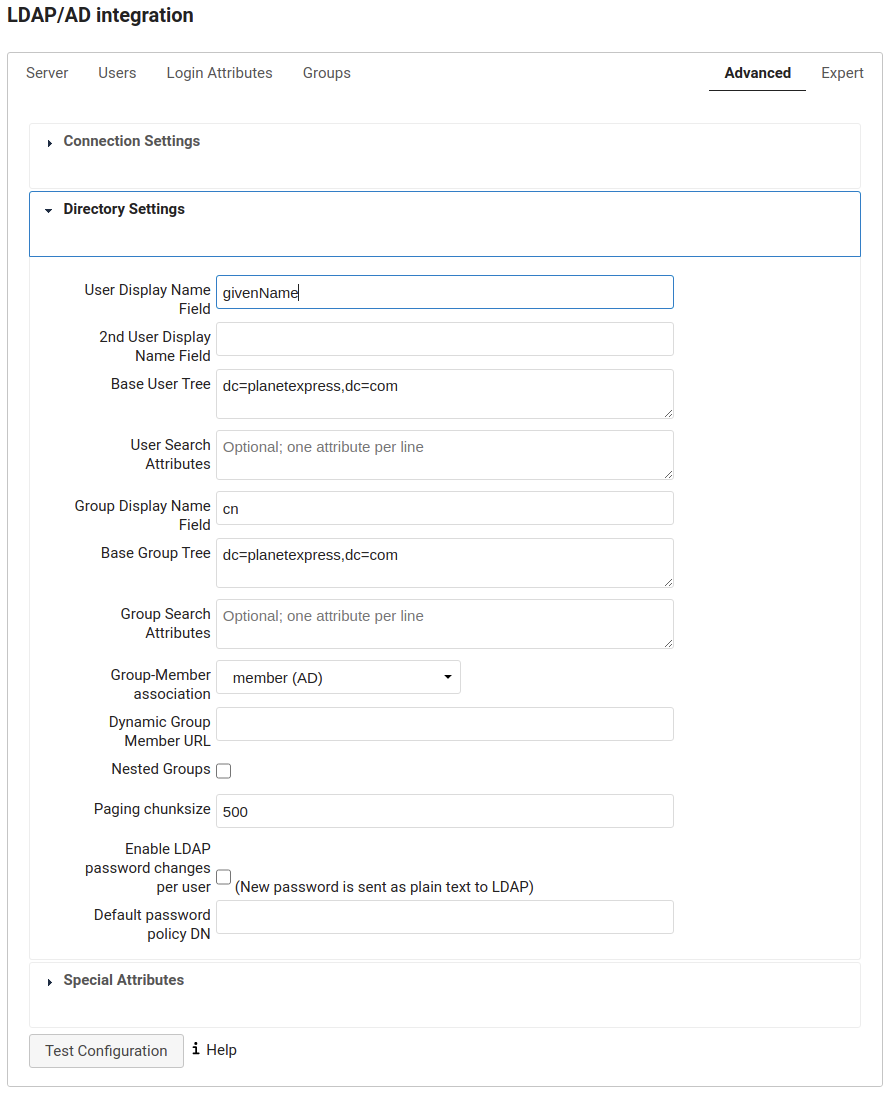 LDAP/AD integration
Server Users Login Attributes Groups Advanced Expert
Connection Settings
Directory Settings
User Display Name
Field
givenName
2nd User Display
Name Field
Base User Tree
dc=planetexpress,dc=com
User Search
Attributes
Optional; one attribute per line
Group Display Name
Field
cn
Base Group Tree
dc=planetexpress,dc=com
Group Search
Attributes
Optional; one attribute per line
Group-Member
association
member (AD)
Dynamic Group
Member URL
Nested Groups
Paging chunksize
500
Enable LDAP
password changes
per user
(New password is sent as plain text to LDAP)
Default password
policy DN
Special Attributes
Test Configuration
Help